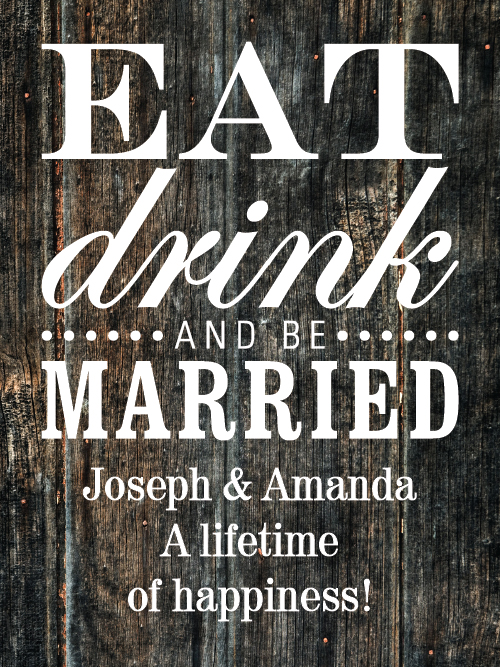 EAT
drink
AND BE
MARRIED
Joseph & Amanda
A lifetime
of happiness!